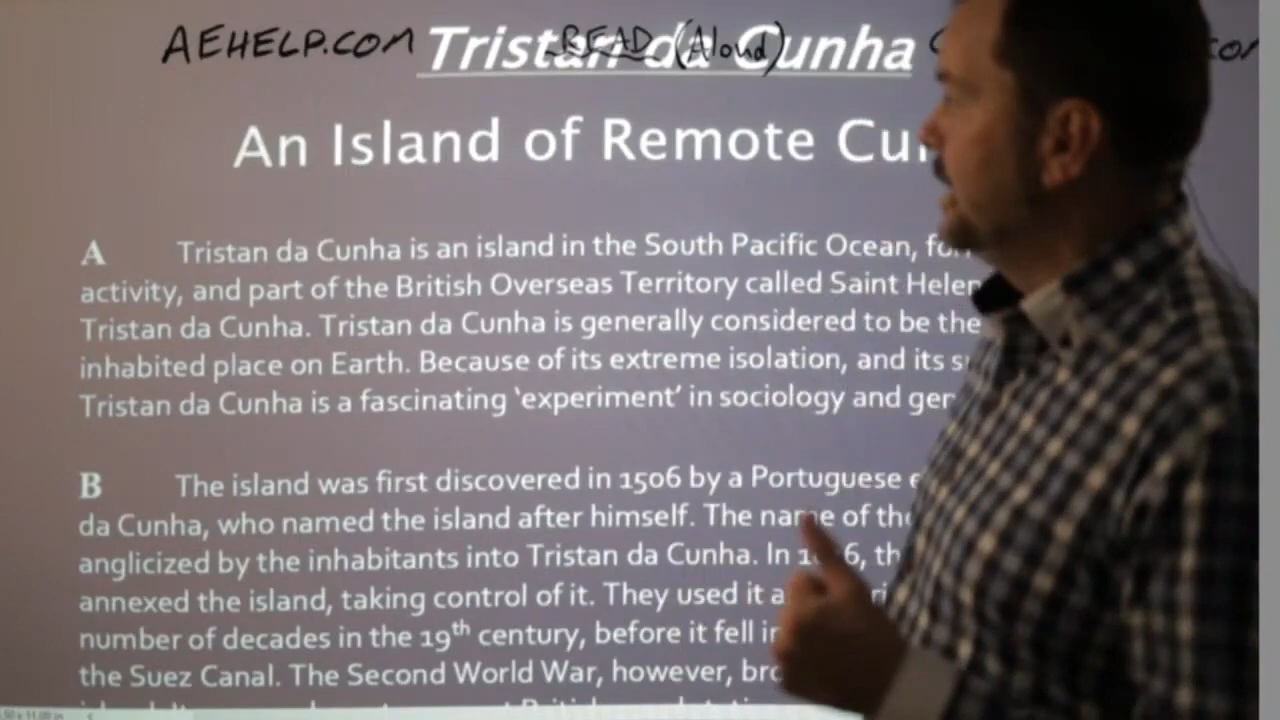 AEHELP.COM Tristan da Cunha
READ (Aloud)
An Island of Remote
A Tristan da Cunha is an island in the South Pacific Ocean,
activity, and part of the British Overseas Territory called Saint
Tristan da Cunha. Tristan da Cunha is generally considered to be the
inhabited place on Earth. Because of its extreme isolation, and its
Tristan da Cunha is a fascinating 'experiment' in sociology and
B The island was first discovered in 1506 by a Portuguese
da Cunha, who named the island after himself. The name of
anglicized by the inhabitants into Tristan da Cunha. In
annexed the island, taking control of it. They used it
number of decades in the 19th century, before it fell
the Suez Canal. The Second World War, however,